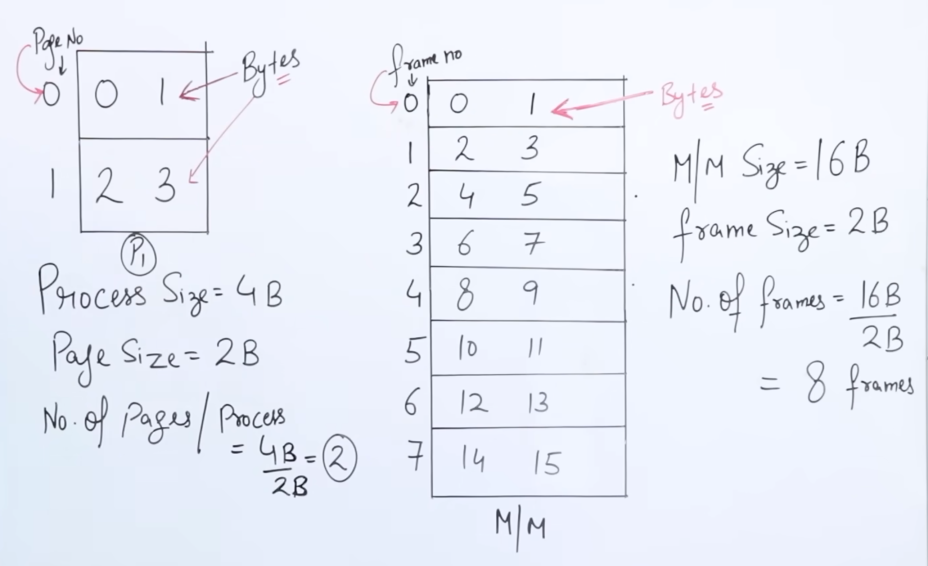 Page No
0 0 1
Bytes
1 2 3
P1
Process Size = 4B
Page Size = 2B
No. of Pages / Process
= 4B/2B = 2
frame no
0 0 1
Bytes
1 2 3
2 4 5
3 6 7
4 8 9
5 10 11
6 12 13
7 14 15
M/M
M/M Size = 16B
frame Size = 2B
No. of frames = 16B/2B
= 8 frames